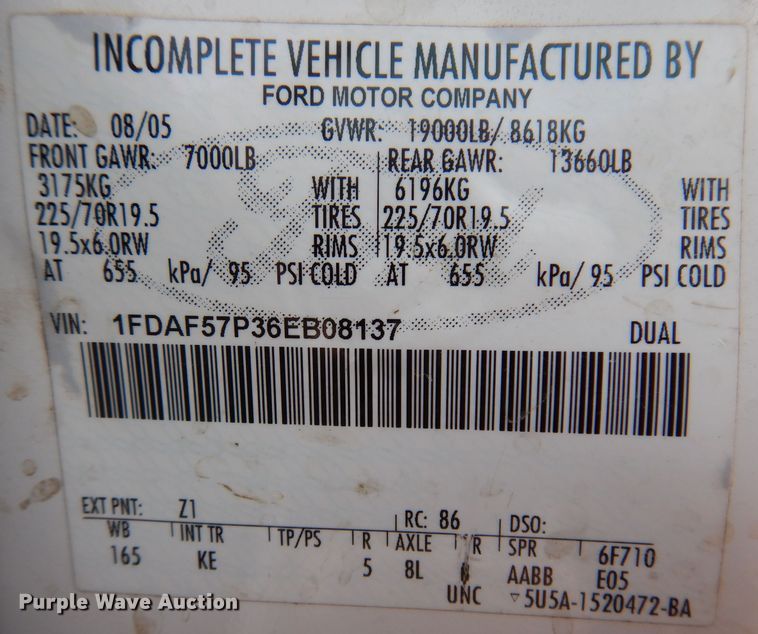 INCOMPLETE VEHICLE MANUFACTURED BY
FORD MOTOR COMPANY
DATE: 08/05 GVWR: 19000LB/ 8618KG
FRONT GAWR: 7000LB REAR GAWR: 13660LB
3175KG WITH 6196KG WITH
225/70R19.5 TIRES 225/70R19.5 TIRES
19.5x6.0RW RIMS 19.5x6.0RW RIMS
AT 655 kPa/ 95 PSI COLD AT 655 kPa/ 95 PSI COLD
VIN: 1FDAF57P36EB08137 DUAL
EXT PNT: Z1 RC: 86 DSO:
WB INT TR TP/PS R AXLE R SPR 6F710
165 KE 5 8L AABB E05
UNC 5U5A-1520472-BA
Purple Wave Auction